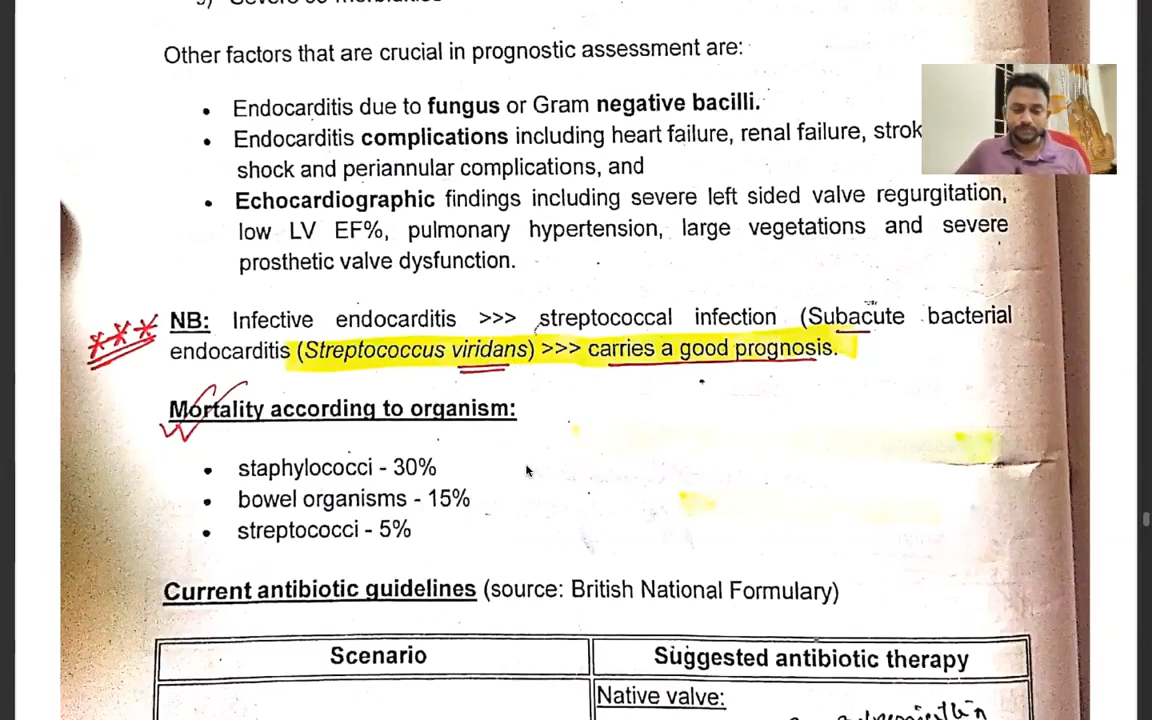 Other factors that are crucial in prognostic assessment are:
• Endocarditis due to fungus or Gram negative bacilli.
• Endocarditis complications including heart failure, renal failure,
shock and periannular complications, and
• Echocardiographic findings including severe left sided valve regurgitation,
low LV EF%, pulmonary hypertension, large vegetations and severe
prosthetic valve dysfunction.
NB: Infective endocarditis >>> streptococcal infection (Subacute bacterial
endocarditis (Streptococcus viridans) >>> carries a good prognosis.
Mortality according to organism:
• staphylococci - 30%
• bowel organisms - 15%
• streptococci - 5%
Current antibiotic guidelines (source: British National Formulary)
Scenario
Suggested antibiotic therapy
Native valve: